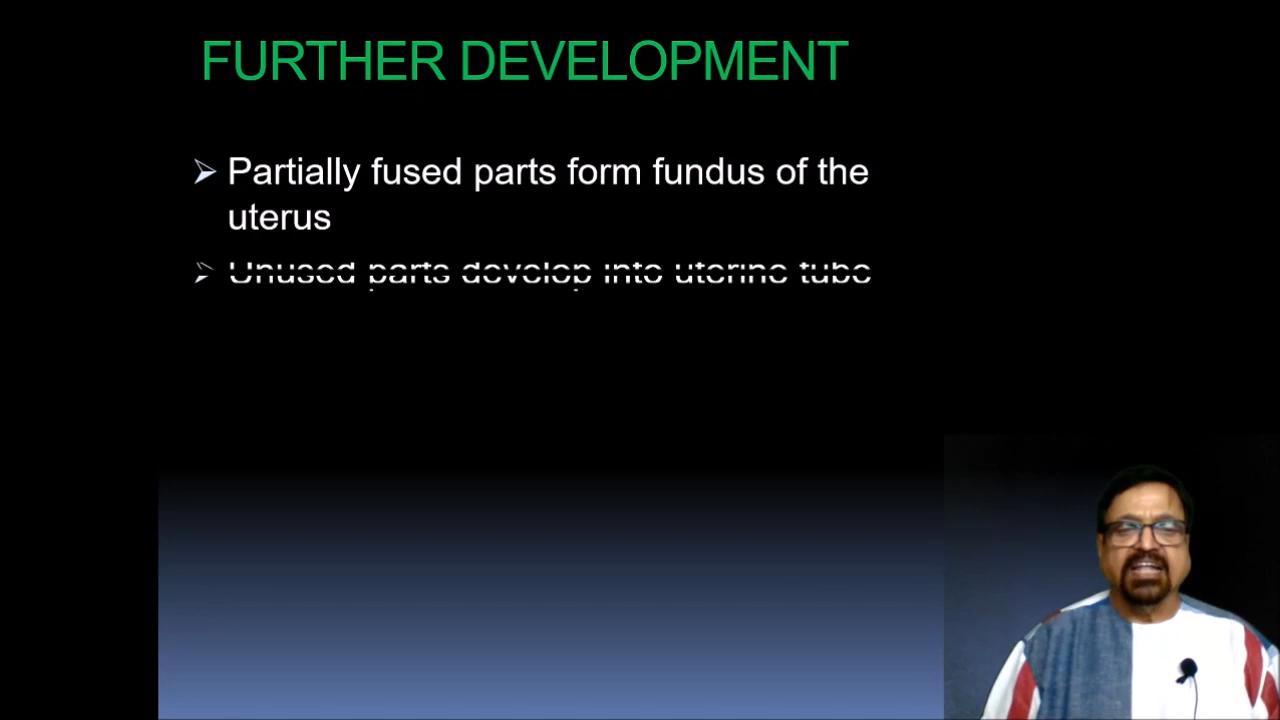 FURTHER DEVELOPMENT
➢ Partially fused parts form fundus of the
uterus
➢ Unused parts develop into uterine tube